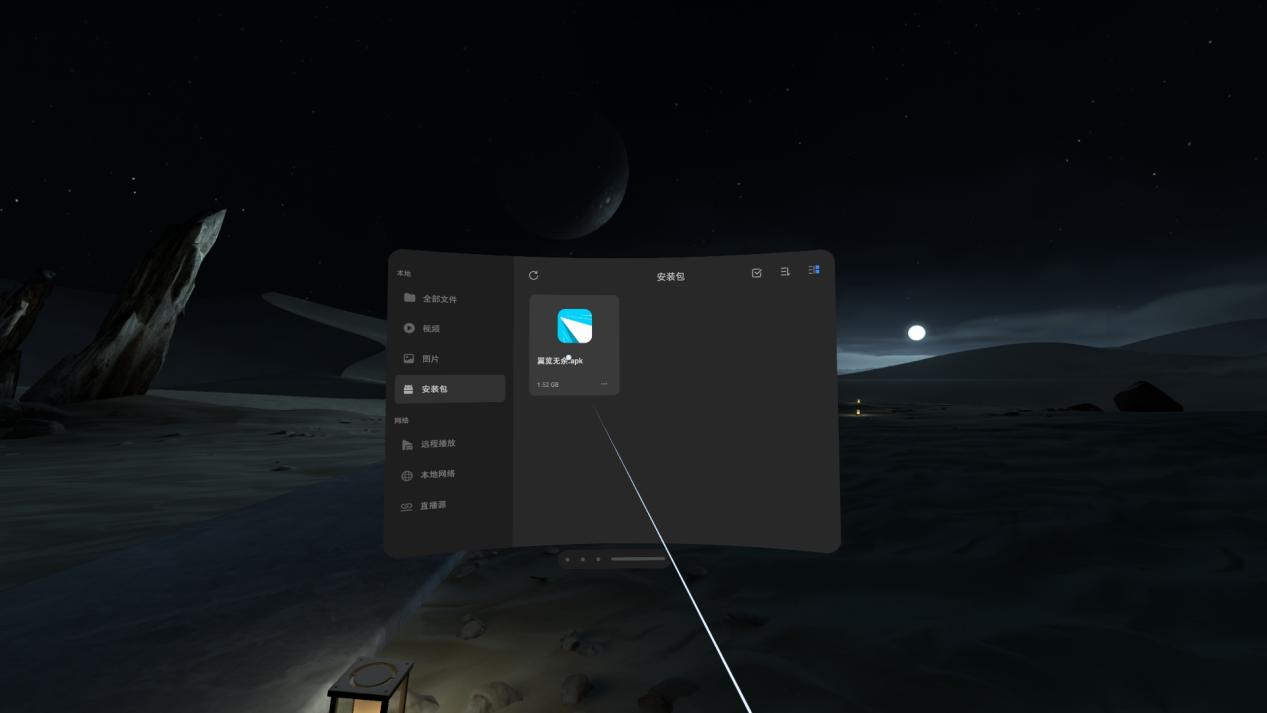 本地
全部文件
视频
图片
安装包
网络
远程播放
本地网络
直播源
安装包
翼览无余.apk
1.52 GB